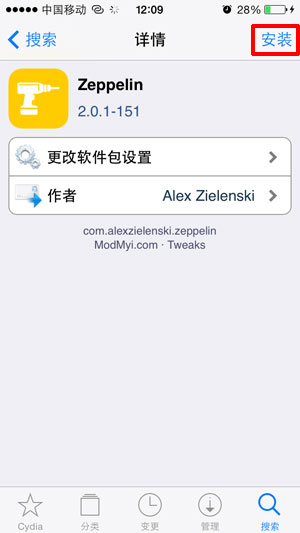 中国移动 12:09 28%
搜索 详情 安装
Zeppelin
2.0.1-151
更改软件包设置
作者 Alex Zielenski
com.alexzielenski.zeppelin
ModMyi.com · Tweaks
Cydia 分类 变更 管理 搜索